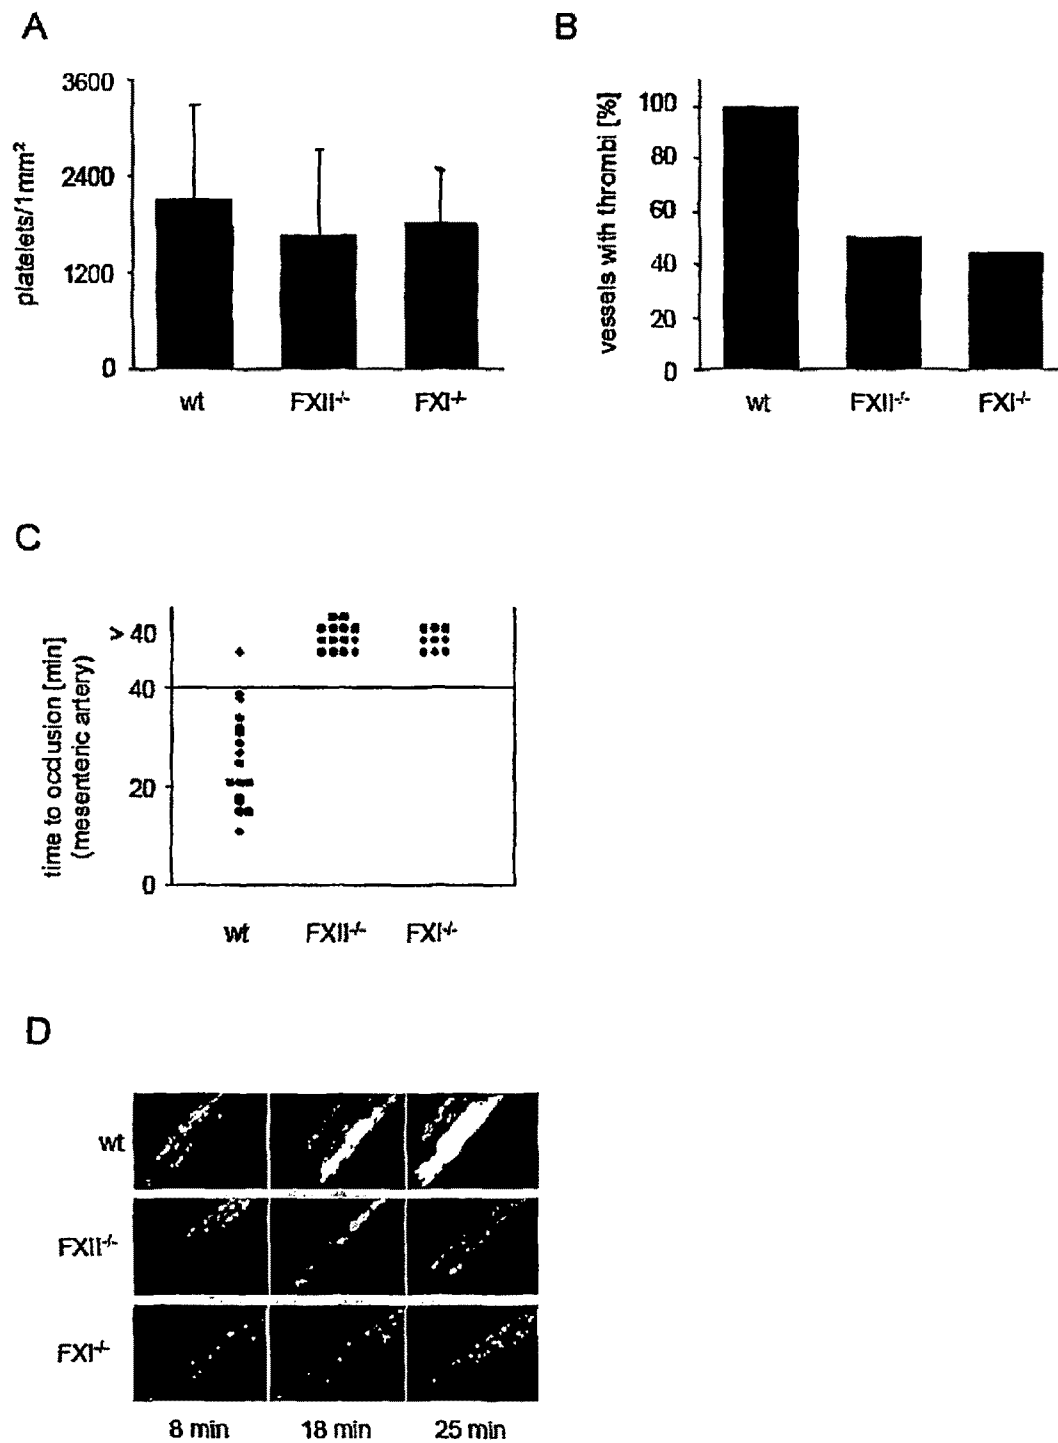 A
3600
2400
1200
0
platelets/1mm²
wt
FXII-/-
FXI-/-
B
100
80
60
40
20
0
vessels with thrombi [%]
wt
FXII-/-
FXI-/-
C
> 40
40
20
0
time to occlusion [min]
(mesenteric artery)
wt
FXII-/-
FXI-/-
D
wt
FXII-/-
FXI-/-
8 min
18 min
25 min